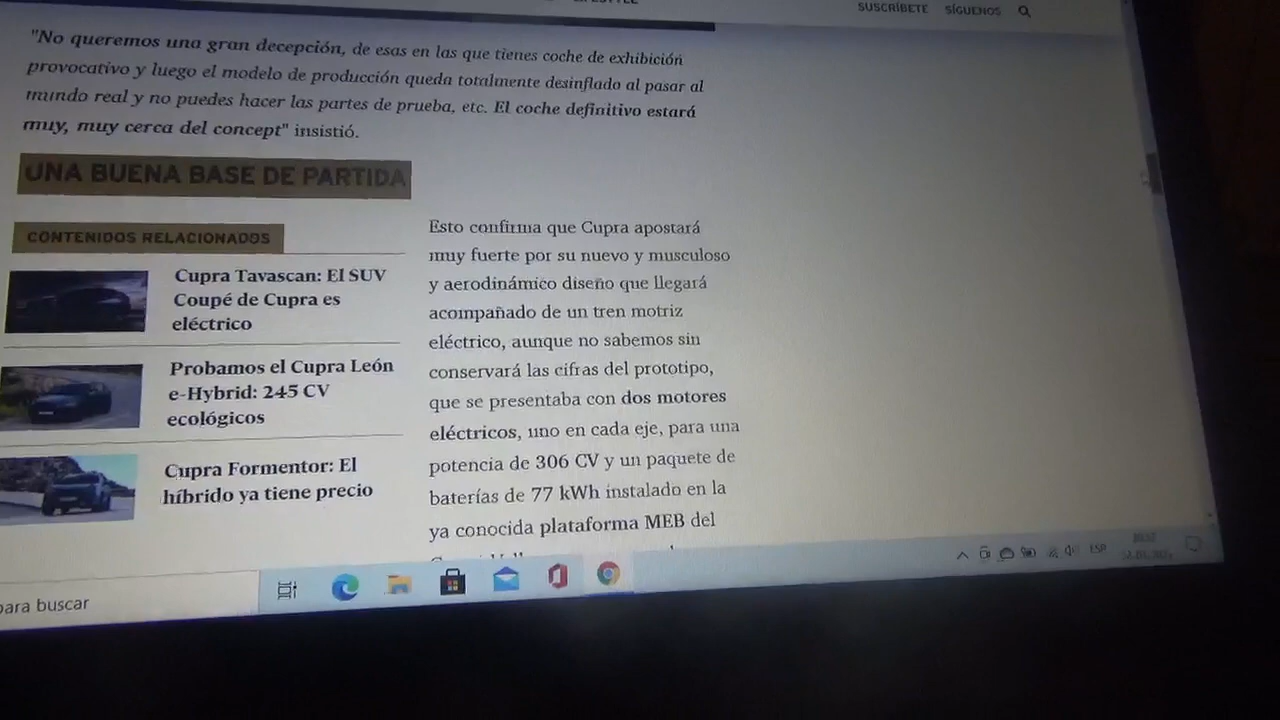 SUSCRÍBETE SÍGUENOS
"No queremos una gran decepción, de esas en las que tienes coche de exhibición
provocativo y luego el modelo de producción queda totalmente desinflado al pasar al
mundo real y no puedes hacer las partes de prueba, etc. El coche definitivo estará
muy, muy cerca del concept" insistió.
UNA BUENA BASE DE PARTIDA
CONTENIDOS RELACIONADOS
Cupra Tavascan: El SUV
Coupé de Cupra es
eléctrico
Probamos el Cupra León
e-Hybrid: 245 CV
ecológicos
Cupra Formentor: El
híbrido ya tiene precio
Esto confirma que Cupra apostará
muy fuerte por su nuevo y musculoso
y aerodinámico diseño que llegará
acompañado de un tren motriz
eléctrico, aunque no sabemos sin
conservará las cifras del prototipo,
que se presentaba con dos motores
eléctricos, uno en cada eje, para una
potencia de 306 CV y un paquete de
baterías de 77 kWh instalado en la
ya conocida plataforma MEB del
para buscar
ESP